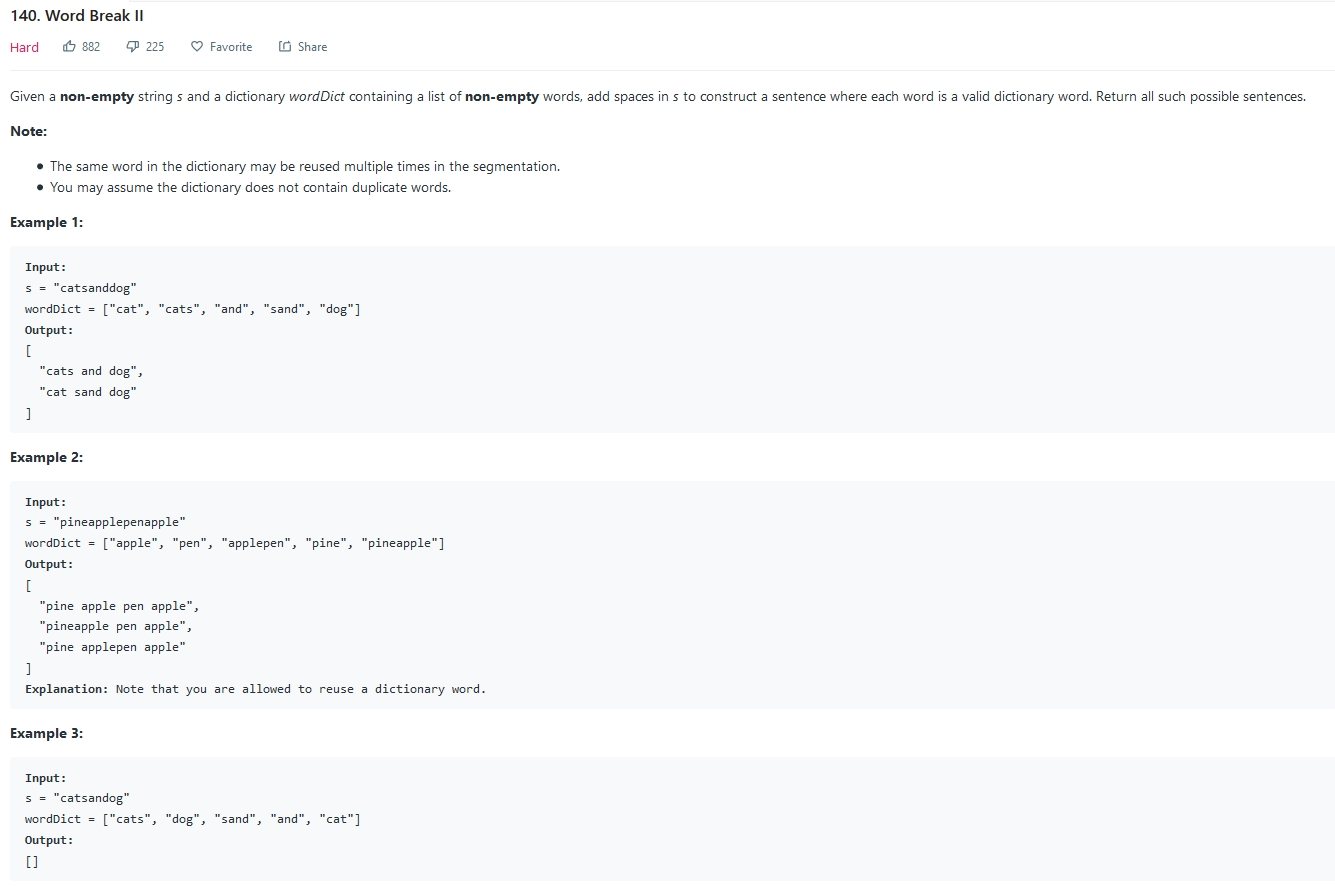 140. Word Break II
Hard 882 225 Favorite Share
Given a non-empty string s and a dictionary wordDict containing a list of non-empty words, add spaces in s to construct a sentence where each word is a valid dictionary word. Return all such possible sentences.
Note:
• The same word in the dictionary may be reused multiple times in the segmentation.
• You may assume the dictionary does not contain duplicate words.
Example 1:
Input:
s = "catsanddog"
wordDict = ["cat", "cats", "and", "sand", "dog"]
Output:
[
  "cats and dog",
  "cat sand dog"
]
Example 2:
Input:
s = "pineapplepenapple"
wordDict = ["apple", "pen", "applepen", "pine", "pineapple"]
Output:
[
  "pine apple pen apple",
  "pineapple pen apple",
  "pine applepen apple"
]
Explanation: Note that you are allowed to reuse a dictionary word.
Example 3:
Input:
s = "catsandog"
wordDict = ["cats", "dog", "sand", "and", "cat"]
Output:
[]